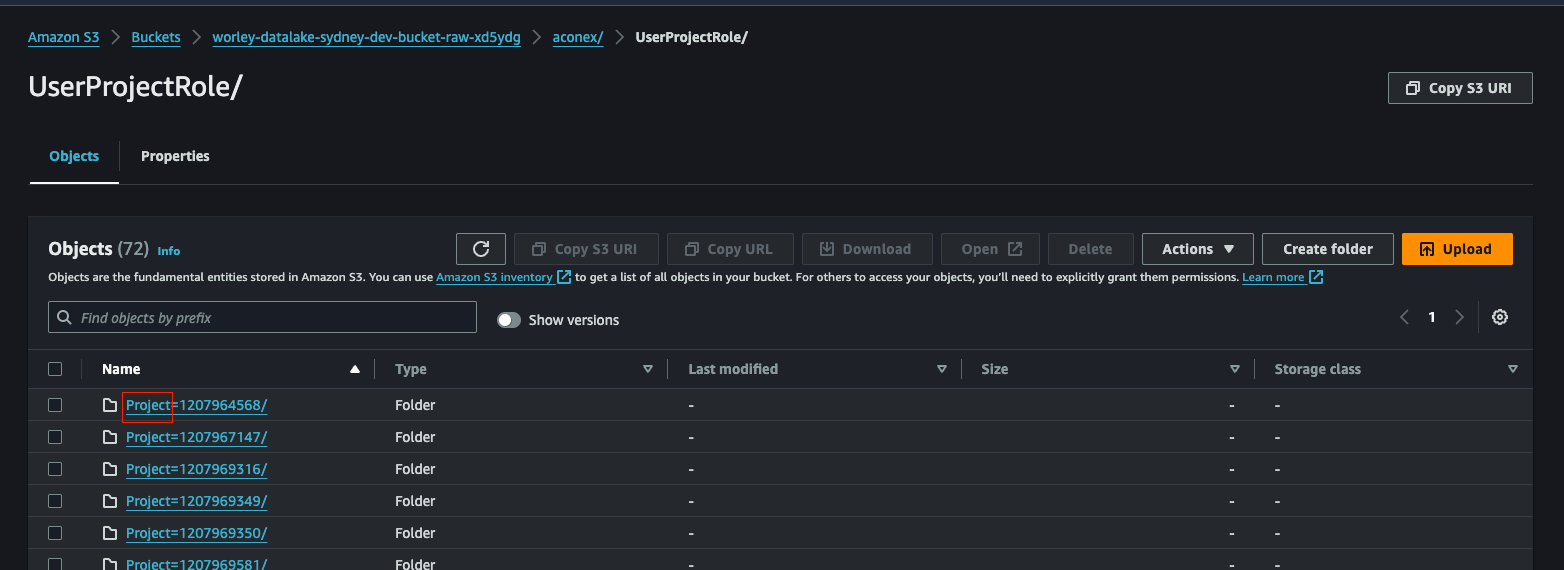 Amazon S3 > Buckets > worley-datalake-sydney-dev-bucket-raw-xd5ydg > aconex/ > UserProjectRole/
UserProjectRole/
Copy S3 URI
Objects Properties
Objects (72) Info
Copy S3 URI Copy URL Download Open Delete Actions Create folder Upload
Objects are the fundamental entities stored in Amazon S3. You can use Amazon S3 inventory to get a list of all objects in your bucket. For others to access your objects, you'll need to explicitly grant them permissions. Learn more
Find objects by prefix Show versions 1
Name Type Last modified Size Storage class
Project=1207964568/ Folder - - -
Project=1207967147/ Folder - - -
Project=1207969316/ Folder - - -
Project=1207969349/ Folder - - -
Project=1207969350/ Folder - - -
Project=1207969581/ Folder - - -